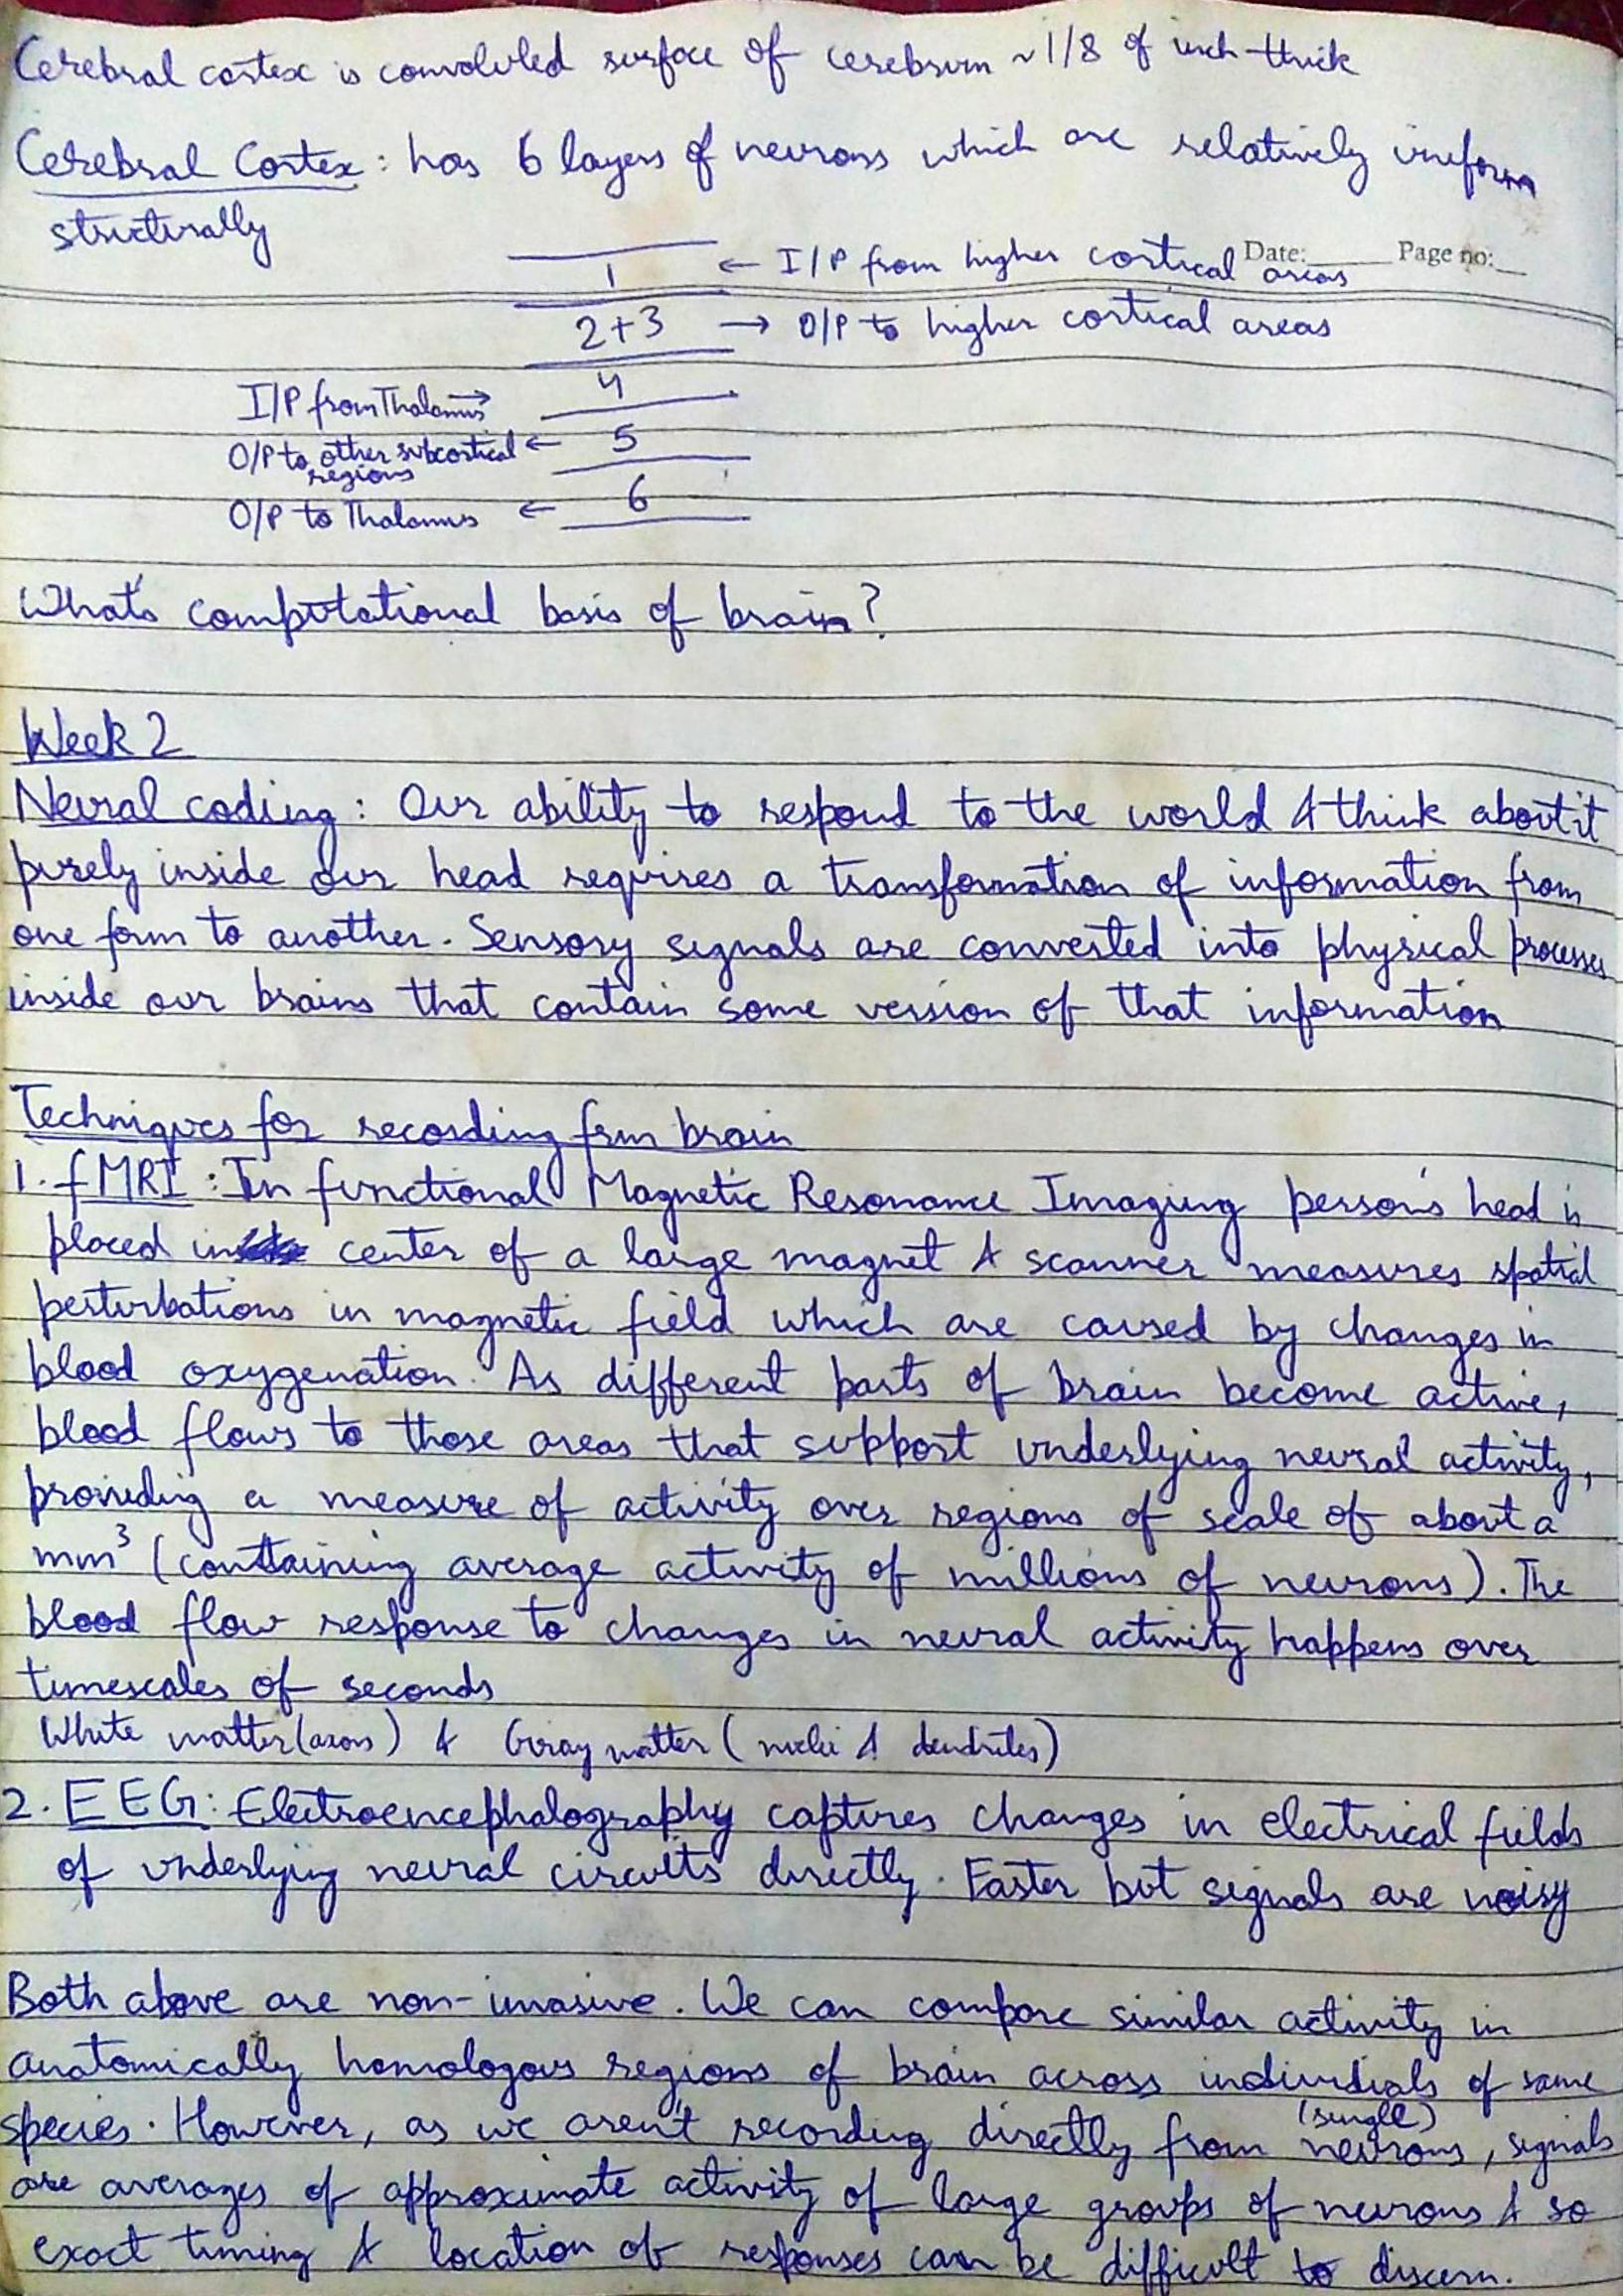 Cerebral cortex is convoluted surface of cerebrum ~1/8 of inch thick
Cerebral Cortex : has 6 layers of neurons which are relatively uniform
structurally
Date: Page no:
1 ← I/P from higher cortical areas
2+3 → O/P to higher cortical areas
I/P from Thalamus → 4
O/P to other subcortical ← 5
regions
O/P to Thalamus ← 6
What's computational basis of brain?
Week 2
Neural coding : Our ability to respond to the world & think about it
purely inside our head requires a transformation of information from
one form to another. Sensory signals are converted into physical processes
inside our brains that contain some version of that information
Techniques for recording from brain
1. fMRI : In functional Magnetic Resonance Imaging person's head is
placed in center of a large magnet & scanner measures spatial
perturbations in magnetic field which are caused by changes in
blood oxygenation. As different parts of brain become active,
blood flows to those areas that support underlying neural activity,
providing a measure of activity over regions of scale of about a
mm³ (containing average activity of millions of neurons). The
blood flow response to changes in neural activity happens over
timescales of seconds
White matter (axons) & Gray matter (nuclei & dendrites)
2. EEG : Electroencephalography captures changes in electrical fields
of underlying neural circuits directly. Faster but signals are noisy
Both above are non-invasive. We can compare similar activity in
anatomically homologous regions of brain across individuals of same
species. However, as we aren't recording directly from (single) neurons, signals
are averages of approximate activity of large groups of neurons & so
exact timing & location of responses can be difficult to discern.